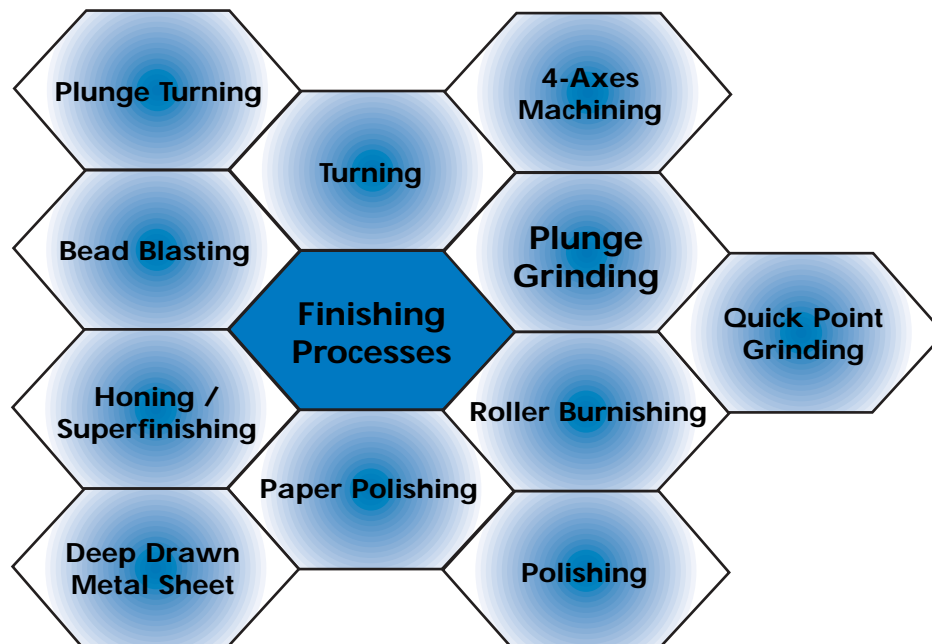 Plunge Turning
4-Axes
Machining
Turning
Bead Blasting
Plunge
Grinding
Finishing
Processes
Quick Point
Grinding
Honing /
Superfinishing
Roller Burnishing
Paper Polishing
Deep Drawn
Metal Sheet
Polishing